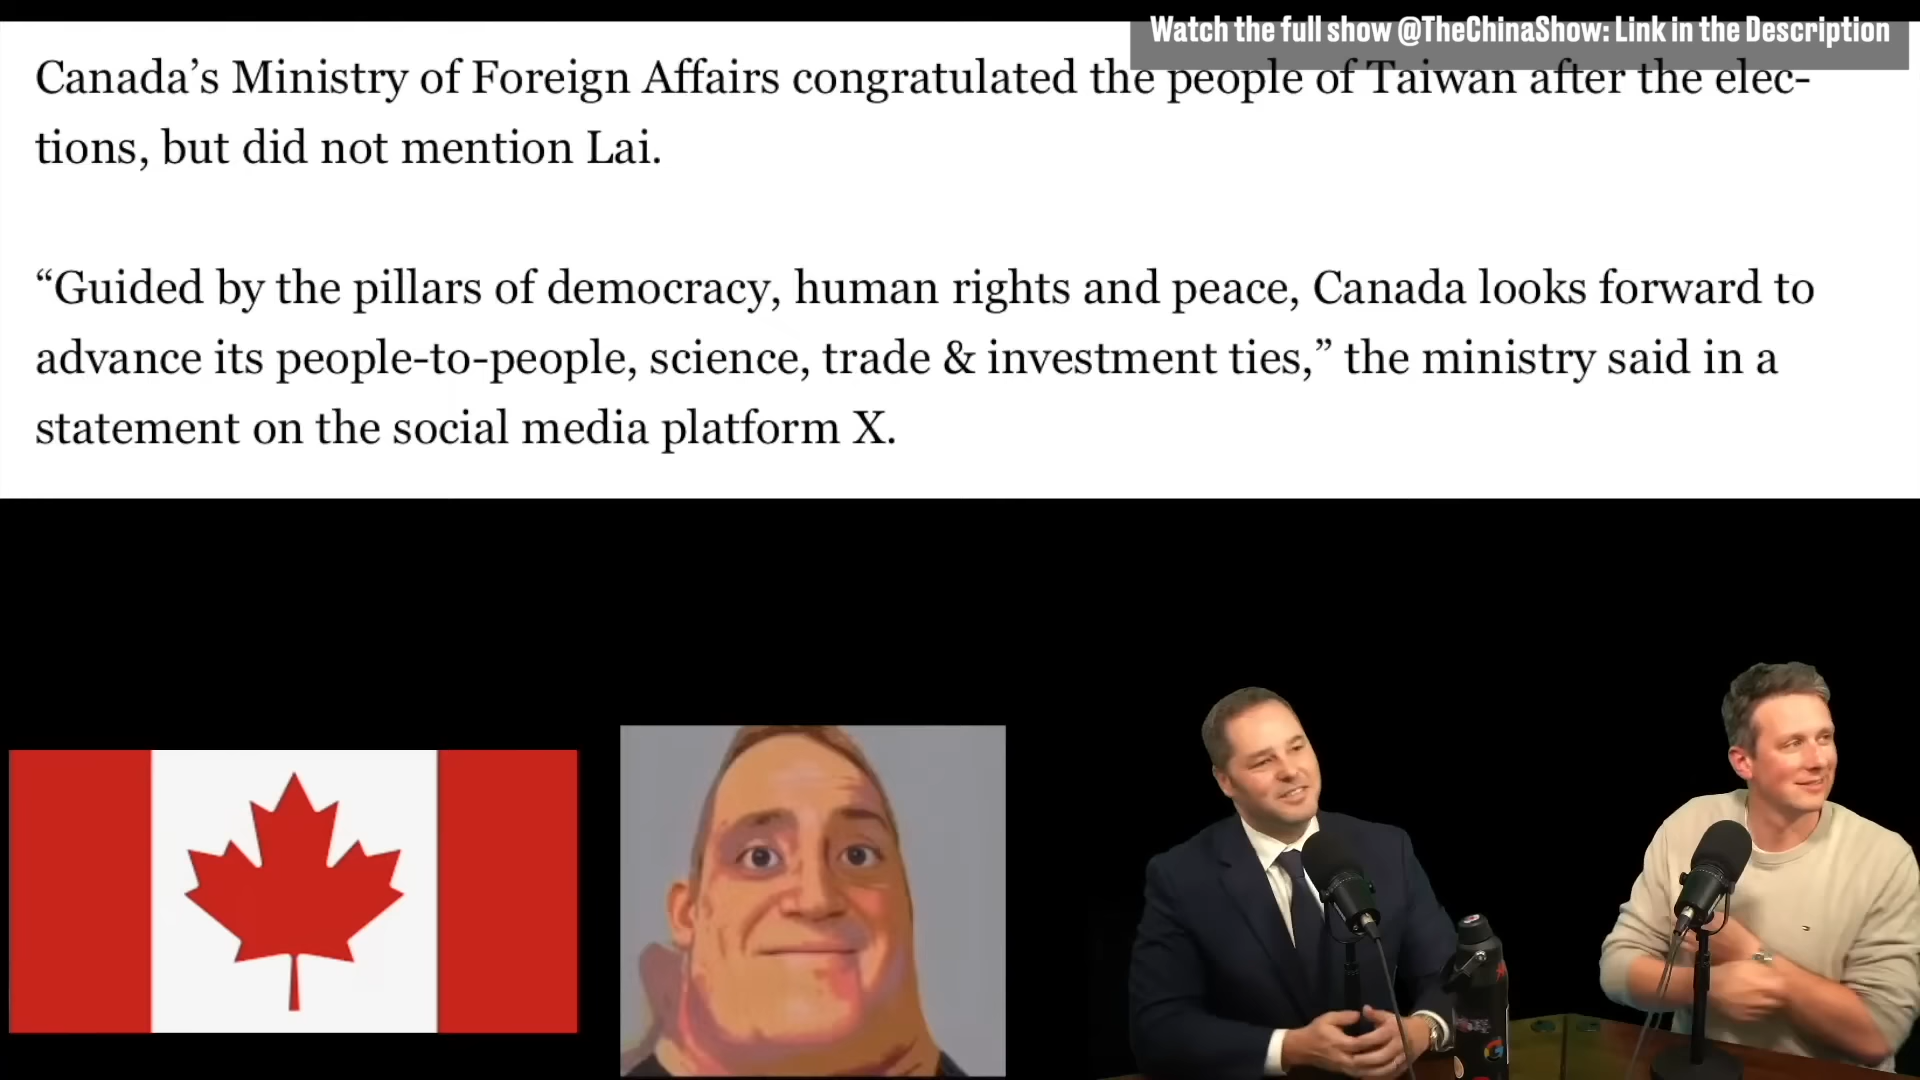 Watch the full show @TheChinaShow: Link in the Description
Canada’s Ministry of Foreign Affairs congratulated the people of Taiwan after the elec-
tions, but did not mention Lai.
“Guided by the pillars of democracy, human rights and peace, Canada looks forward to
advance its people-to-people, science, trade & investment ties,” the ministry said in a
statement on the social media platform X.